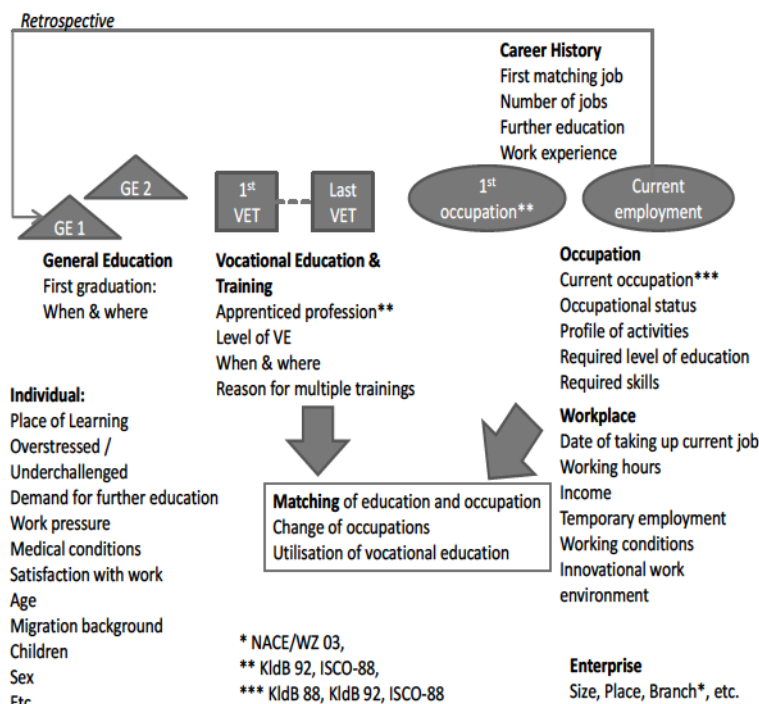 Retrospective
Career History
First matching job
Number of jobs
Further education
Work experience
GE 1
GE 2
1st
VET
Last
VET
1st
occupation**
Current
employment
General Education
First graduation:
When & where
Vocational Education &
Training
Apprenticed profession**
Level of VE
When & where
Reason for multiple trainings
Occupation
Current occupation***
Occupational status
Profile of activities
Required level of education
Required skills
Individual:
Place of Learning
Overstressed /
Underchallenged
Demand for further education
Work pressure
Medical conditions
Satisfaction with work
Age
Migration background
Children
Sex
Etc
Matching of education and occupation
Change of occupations
Utilisation of vocational education
Workplace
Date of taking up current job
Working hours
Income
Temporary employment
Working conditions
Innovational work
environment
* NACE/WZ 03,
** KldB 92, ISCO-88,
*** KldB 88, KldB 92, ISCO-88
Enterprise
Size, Place, Branch*, etc.